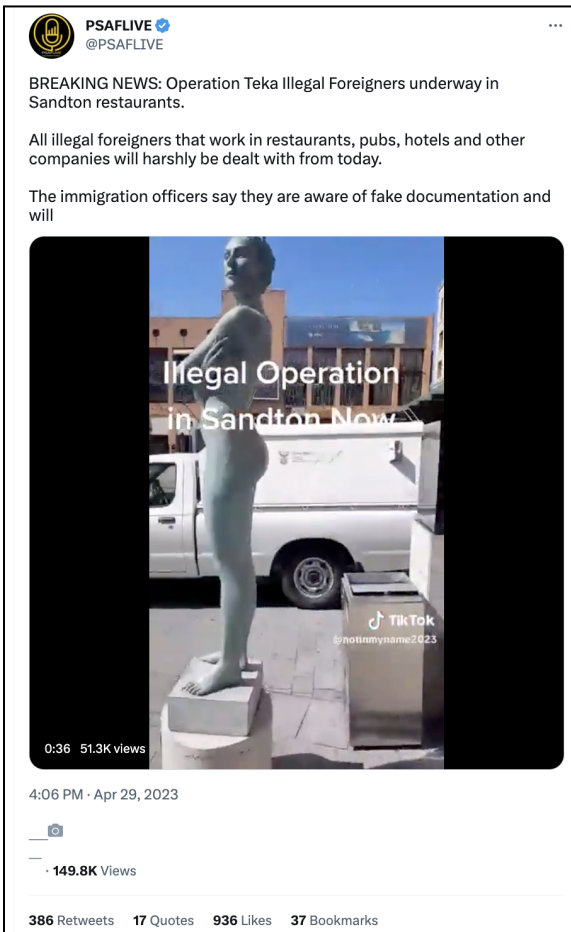 PSAFLIVE
@PSAFLIVE
BREAKING NEWS: Operation Teka Illegal Foreigners underway in
Sandton restaurants.
All illegal foreigners that work in restaurants, pubs, hotels and other
companies will harshly be dealt with from today.
The immigration officers say they are aware of fake documentation and
will
Illegal Operation
in Sandton Now
TikTok
@notinmyname2023
0:36 51.3K views
4:06 PM · Apr 29, 2023
· 149.8K Views
386 Retweets 17 Quotes 936 Likes 37 Bookmarks